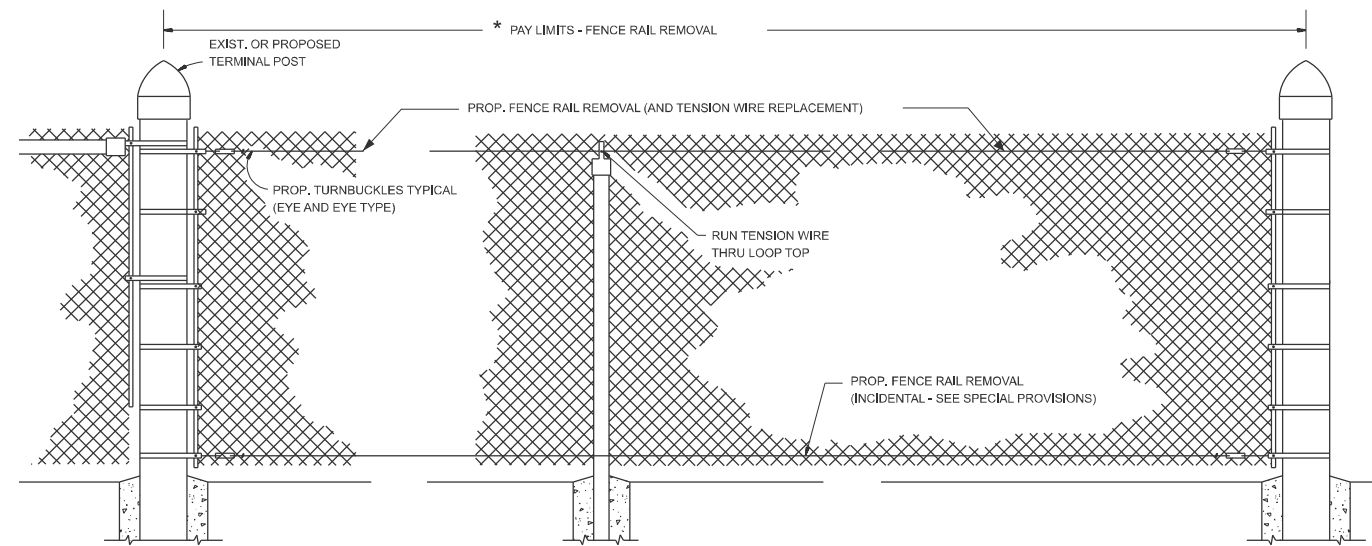 * PAY LIMITS - FENCE RAIL REMOVAL
EXIST. OR PROPOSED
TERMINAL POST
PROP. FENCE RAIL REMOVAL (AND TENSION WIRE REPLACEMENT)
PROP. TURNBUCKLES TYPICAL
(EYE AND EYE TYPE)
RUN TENSION WIRE
THRU LOOP TOP
PROP. FENCE RAIL REMOVAL
(INCIDENTAL - SEE SPECIAL PROVISIONS)